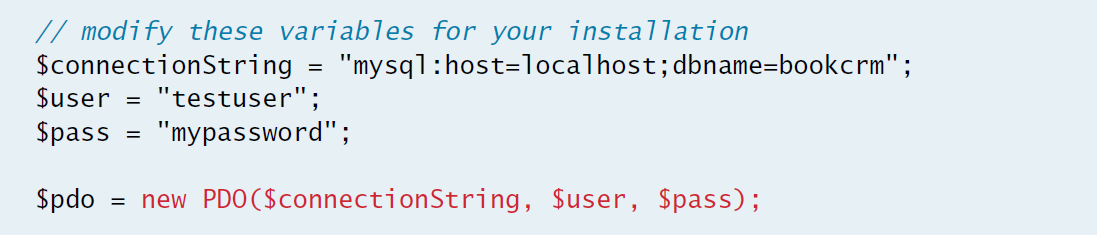 // modify these variables for your installation
$connectionString = "mysql:host=localhost;dbname=bookcrm";
$user = "testuser";
$pass = "mypassword";
$pdo = new PDO($connectionString, $user, $pass);